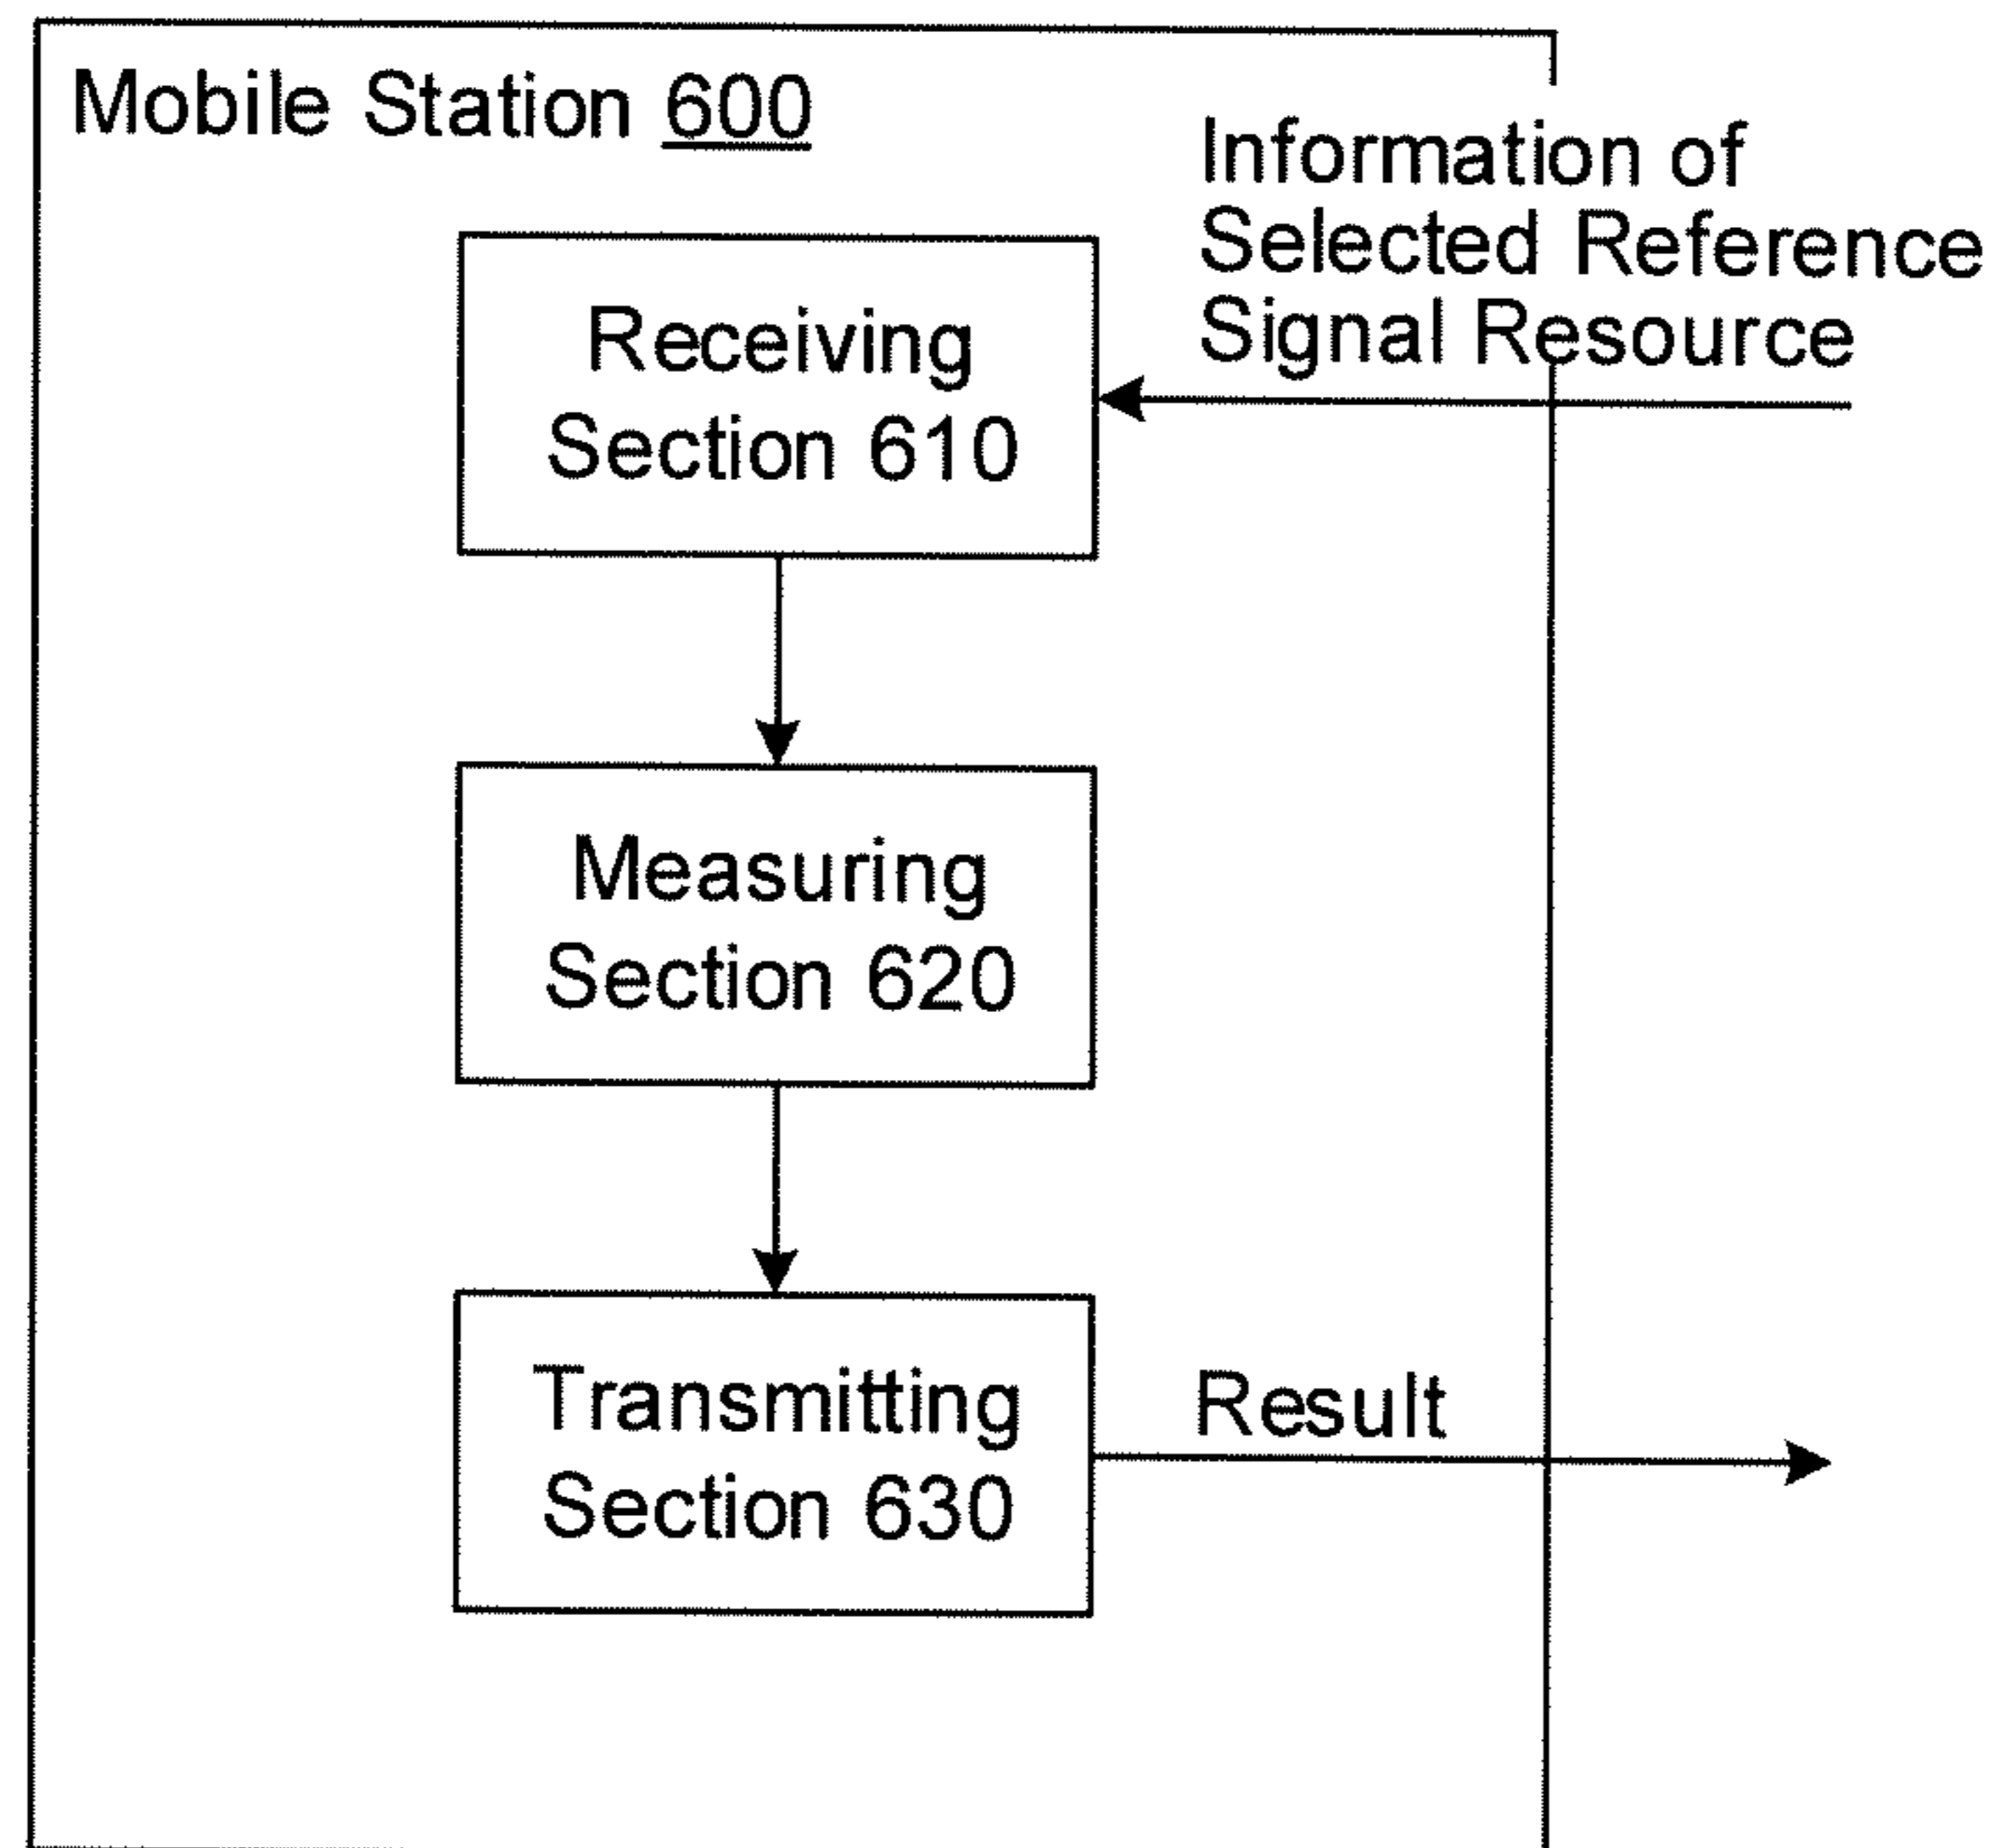 Mobile Station 600
Information of
Selected Reference
Signal Resource
Receiving
Section 610
Measuring
Section 620
Transmitting
Section 630
Result